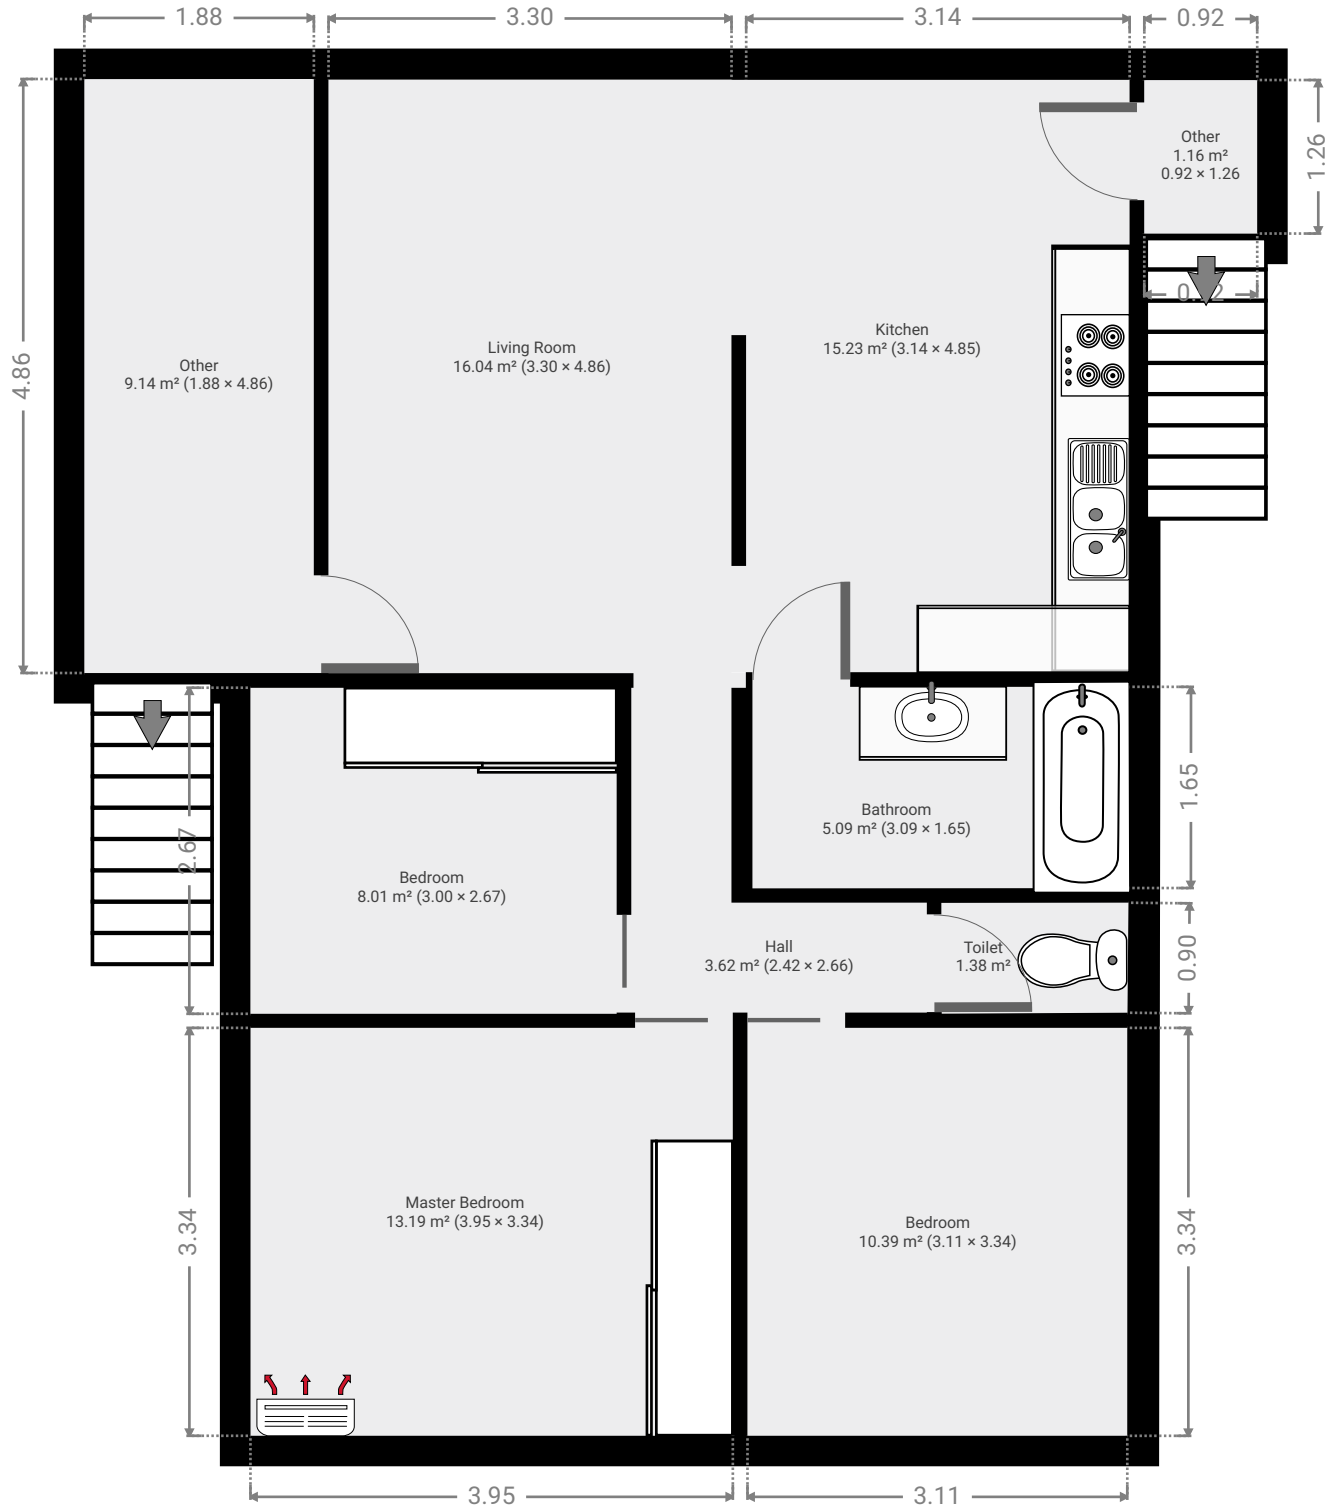 1.88
3.30
3.14
0.92
4.86
Other
1.16 m²
0.92 × 1.26
1.26
Other
9.14 m² (1.88 × 4.86)
Living Room
16.04 m² (3.30 × 4.86)
Kitchen
15.23 m² (3.14 × 4.85)
2.67
Bedroom
8.01 m² (3.00 × 2.67)
Bathroom
5.09 m² (3.09 × 1.65)
1.65
Hall
3.62 m² (2.42 × 2.66)
Toilet
1.38 m²
0.90
3.34
Master Bedroom
13.19 m² (3.95 × 3.34)
Bedroom
10.39 m² (3.11 × 3.34)
3.34
3.95
3.11